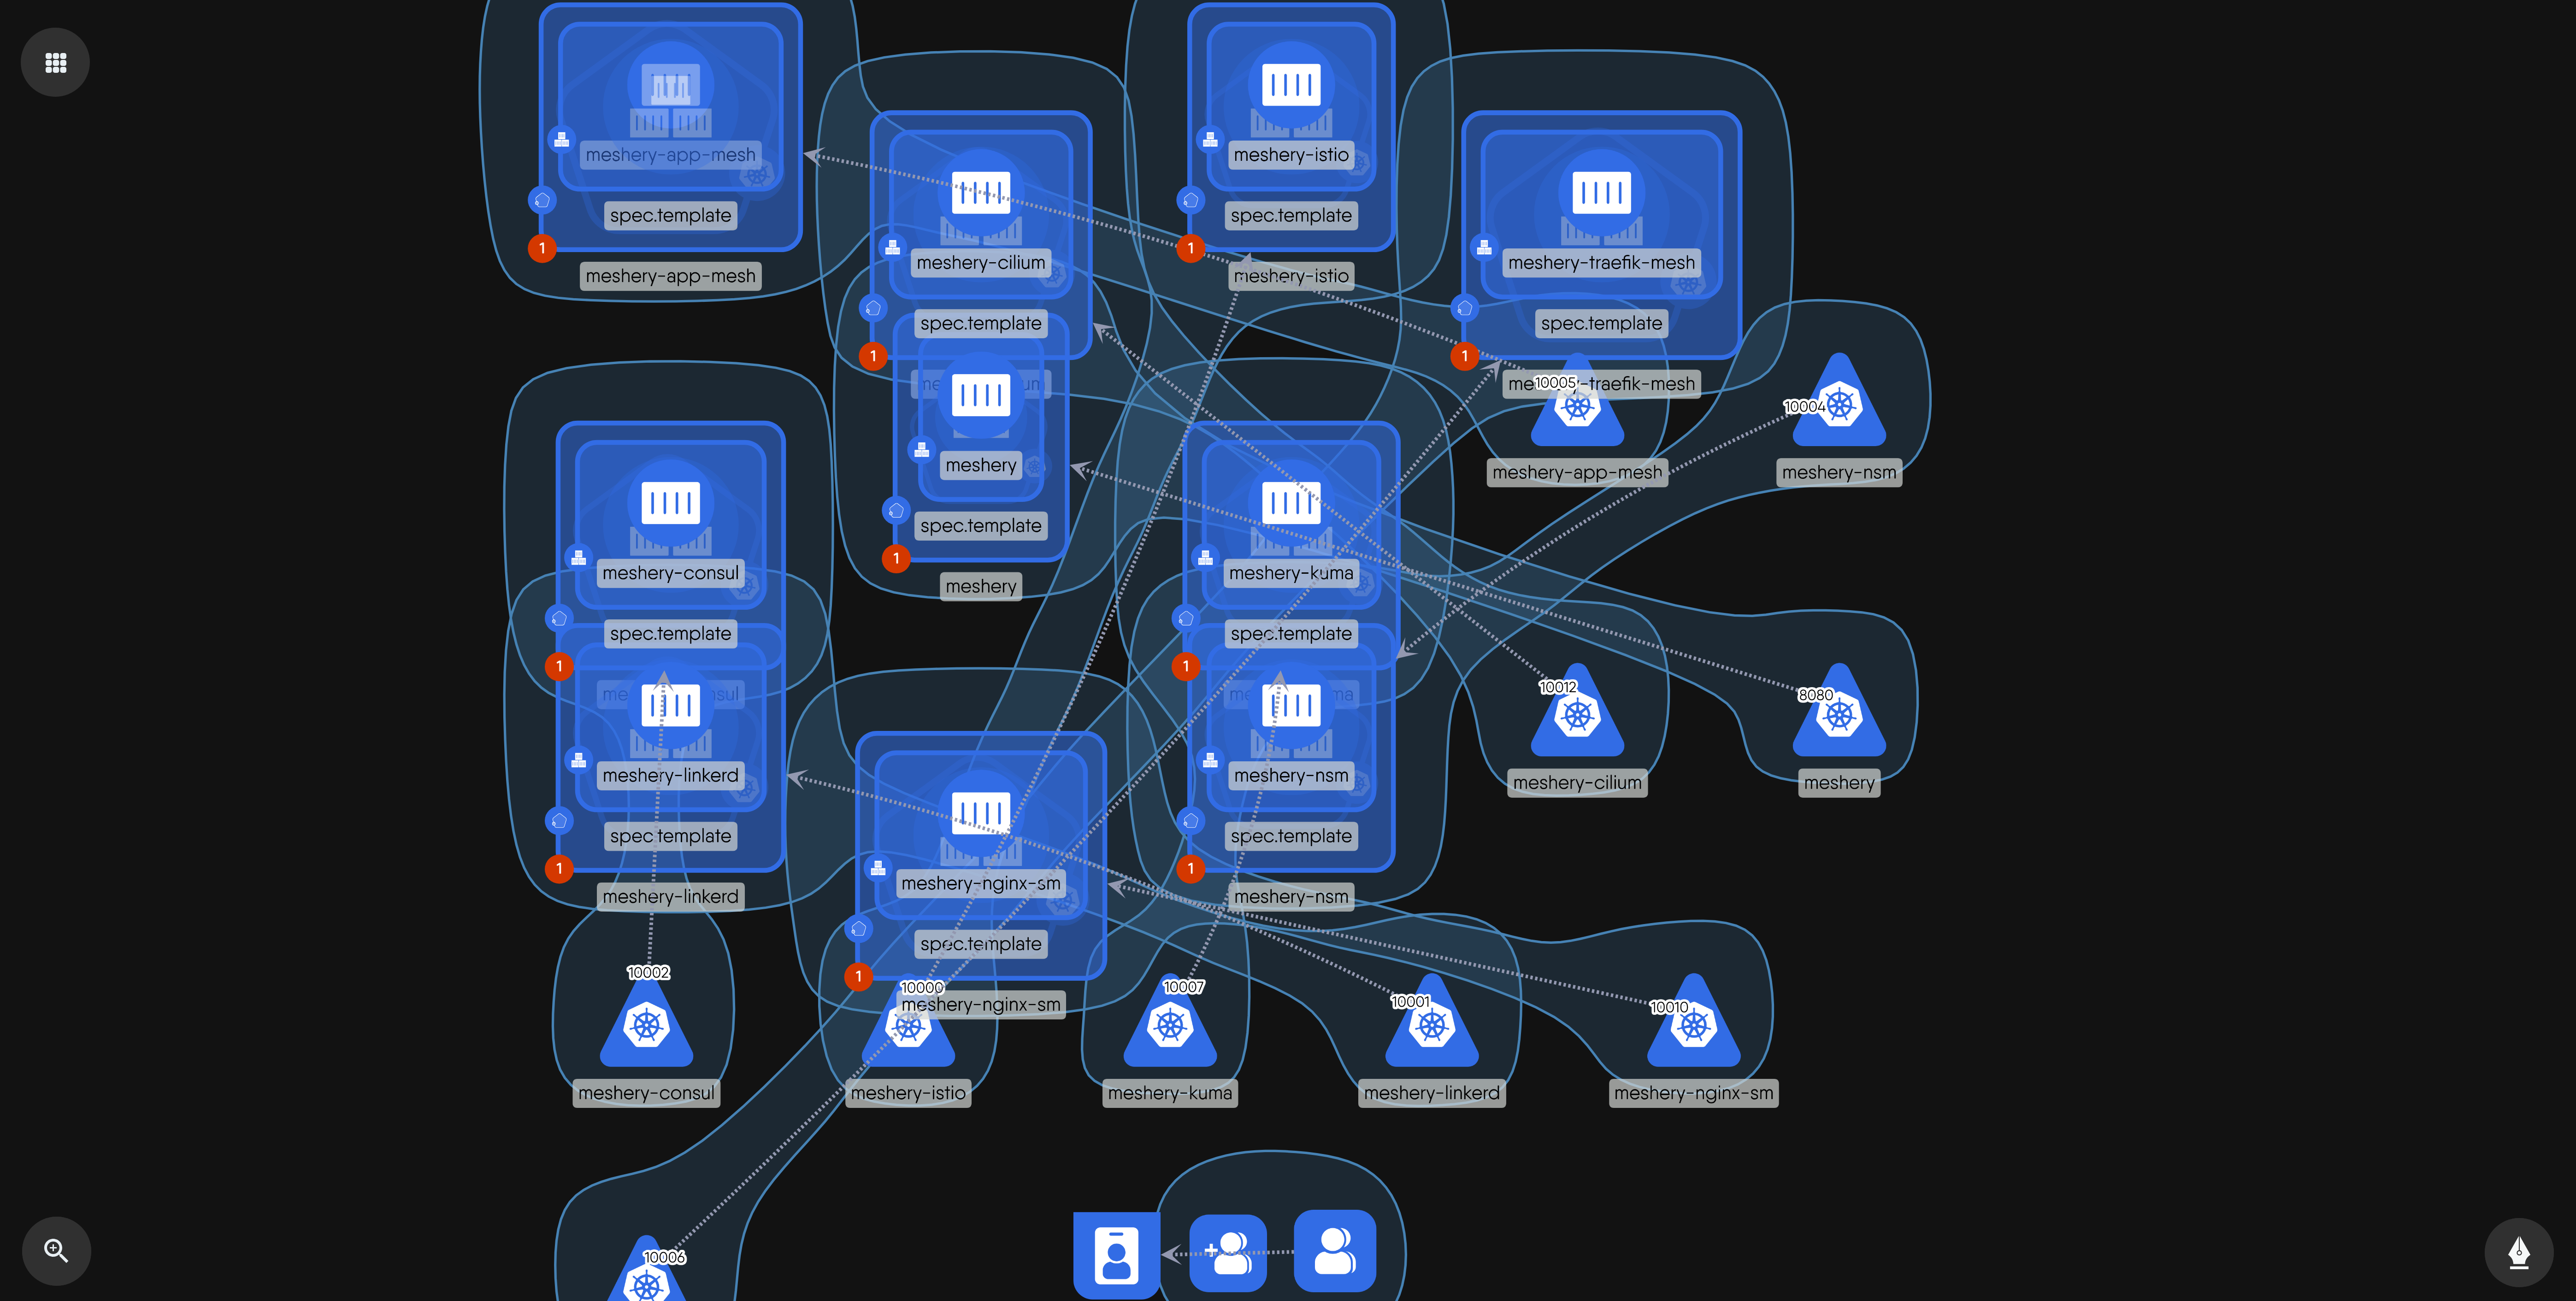 meshery-app-mesh
spec.template
1
meshery-app-mesh
meshery-cilium
spec.template
1
meshery-istio
spec.template
1
meshery-istio
meshery-traefik-mesh
spec.template
1
-traefik-mesh
10005
meshery-app-mesh
10004
meshery-nsm
meshery
spec.template
1
meshery
meshery-consul
spec.template
1
meshery-kuma
spec.template
1
meshery-linkerd
spec.template
1
meshery-linkerd
meshery-nsm
spec.template
1
meshery-nsm
10012
meshery-cilium
8080
meshery
meshery-nginx-sm
spec.template
1
meshery-nginx-sm
10002
meshery-consul
10000
meshery-istio
10007
meshery-kuma
10001
meshery-linkerd
10010
meshery-nginx-sm
10006